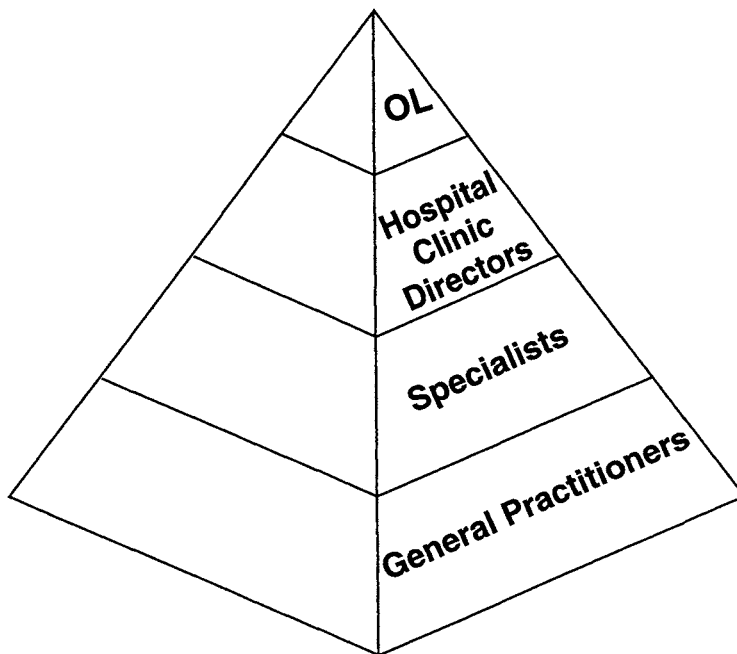 OL
Hospital
Clinic
Directors
Specialists
General Practitioners